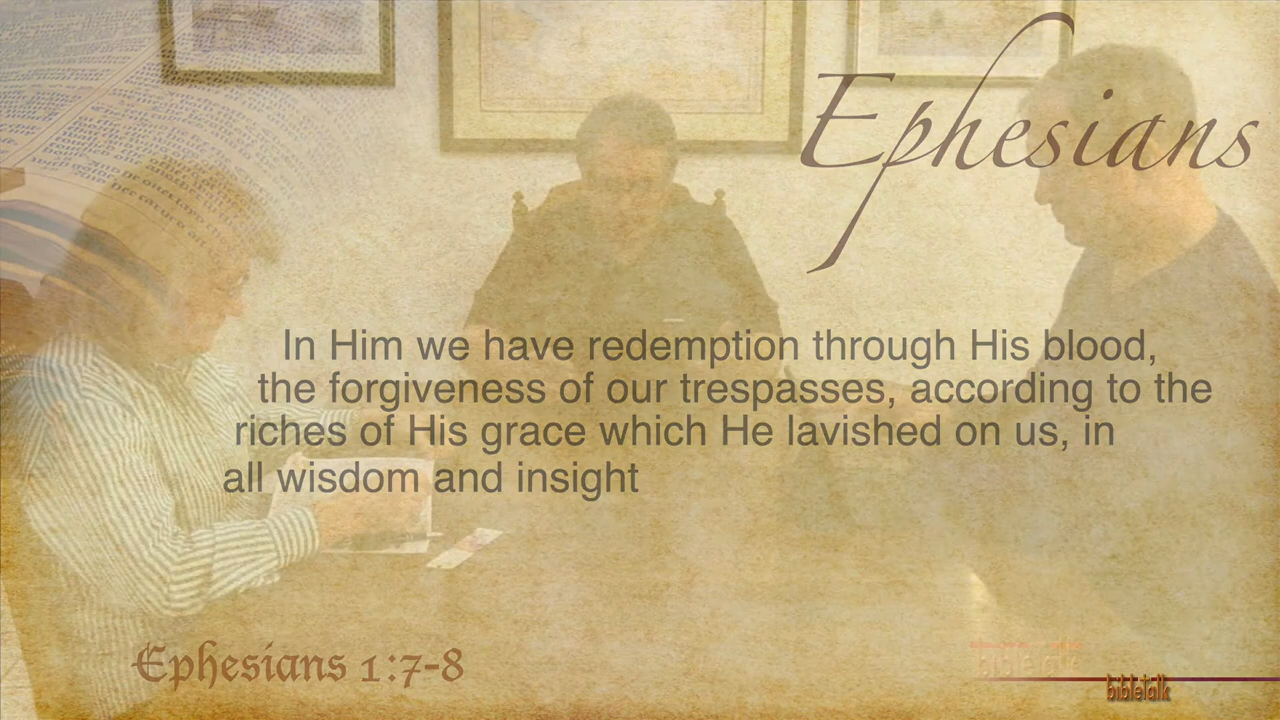 Ephesians
In Him we have redemption through His blood,
the forgiveness of our trespasses, according to the
riches of His grace which He lavished on us, in
all wisdom and insight
Ephesians 1:7-8
bibletalk
bibletalk